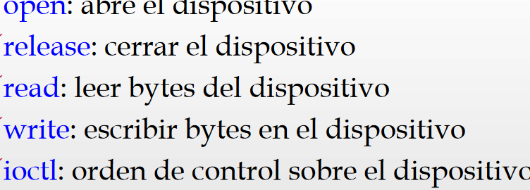 open: abre el dispositivo
release: cerrar el dispositivo
read: leer bytes del dispositivo
write: escribir bytes en el dispositivo
ioctl: orden de control sobre el dispositivo